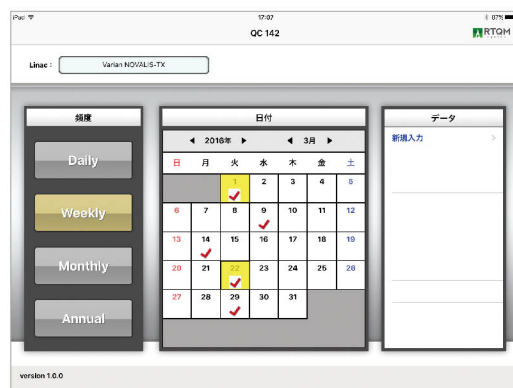 iPad 17:07 87%
QC 142
RTQM
Linac : Varian NOVALIS-TX
頻度 日付 データ
◀ 2016年 ▶ ◀ 3月 ▶ 新規入力 >
日 月 火 水 木 金 土
Daily
1 2 3 4 5
Weekly
6 7 8 9 10 11 12
13 14 15 16 17 18 19
Monthly
20 21 22 23 24 25 26
27 28 29 30 31
Annual
version 1.0.0